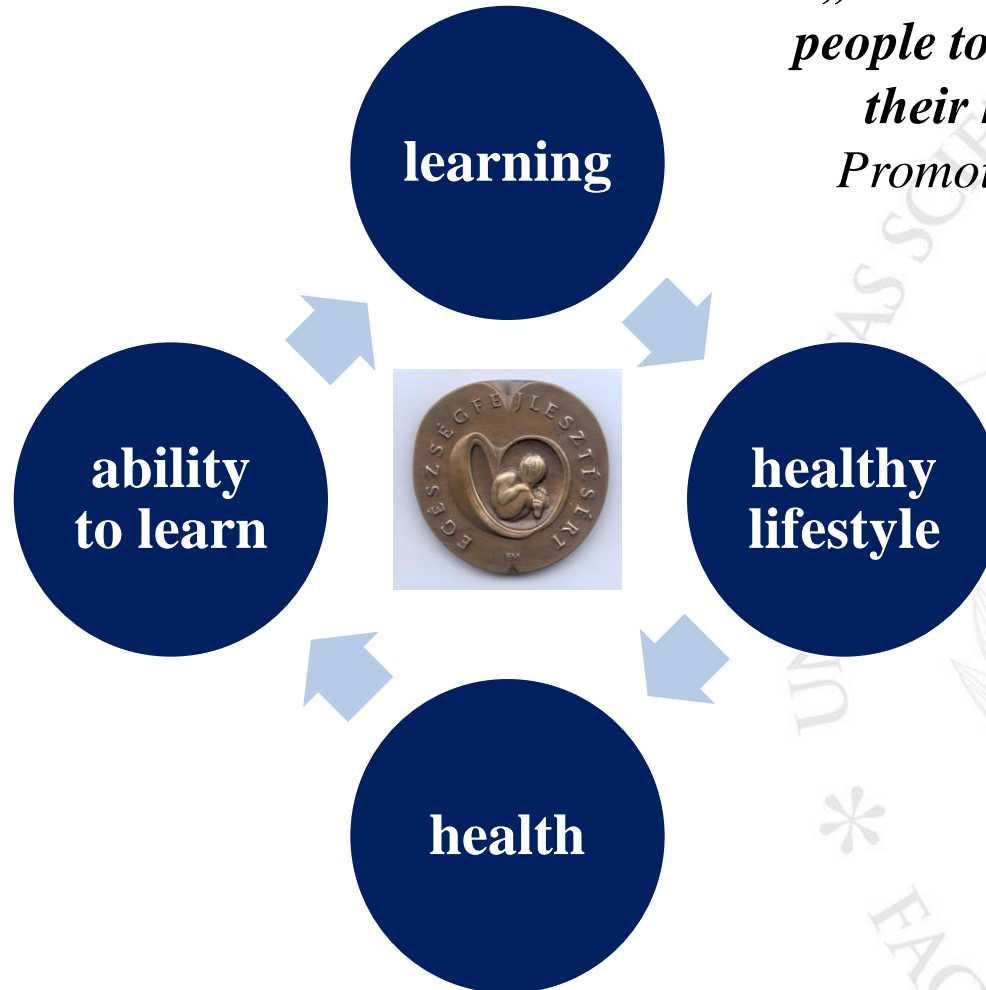 „
people to
their
Promot
learning
ability
to learn
EGÉSZSÉGFEJLESZTÉSÉRT
healthy
lifestyle
health
*